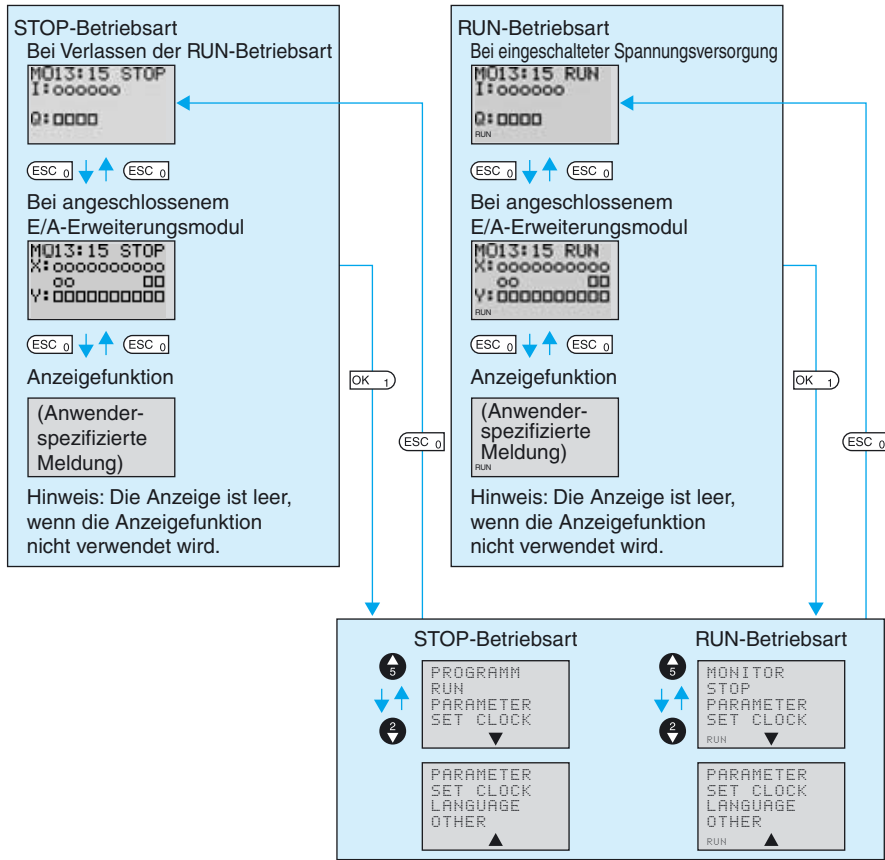 STOP-Betriebsart
Bei Verlassen der RUN-Betriebsart
MO13:15 STOP
I:oooooo
Q:□□□□
ESC 0
ESC 0
Bei angeschlossenem
E/A-Erweiterungsmodul
MO13:15 STOP
X:oooooooooo
oo □□
Y:□□□□□□□□□□
ESC 0
ESC 0
Anzeigefunktion
(Anwender-
spezifizierte
Meldung)
Hinweis: Die Anzeige ist leer,
wenn die Anzeigefunktion
nicht verwendet wird.
OK 1
ESC 0
RUN-Betriebsart
Bei eingeschalteter Spannungsversorgung
MO13:15 RUN
I:oooooo
Q:□□□□
RUN
ESC 0
ESC 0
Bei angeschlossenem
E/A-Erweiterungsmodul
MO13:15 RUN
X:oooooooooo
oo □□
Y:□□□□□□□□□□
RUN
ESC 0
ESC 0
Anzeigefunktion
(Anwender-
spezifizierte
Meldung)
RUN
Hinweis: Die Anzeige ist leer,
wenn die Anzeigefunktion
nicht verwendet wird.
OK 1
ESC 0
STOP-Betriebsart
5
2
PROGRAMM
RUN
PARAMETER
SET CLOCK
▼
PARAMETER
SET CLOCK
LANGUAGE
OTHER
▲
RUN-Betriebsart
5
2
MONITOR
STOP
PARAMETER
SET CLOCK
RUN ▼
PARAMETER
SET CLOCK
LANGUAGE
OTHER
RUN ▲